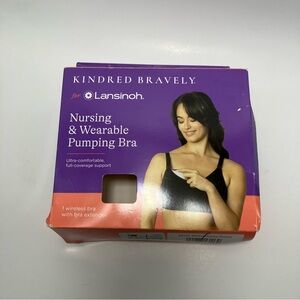 KINDRED BRAVELY
for Lansinoh
Nursing
& Wearable
Pumping Bra
Ultra-comfortable,
full-coverage support
1 wireless bra
with bra extender